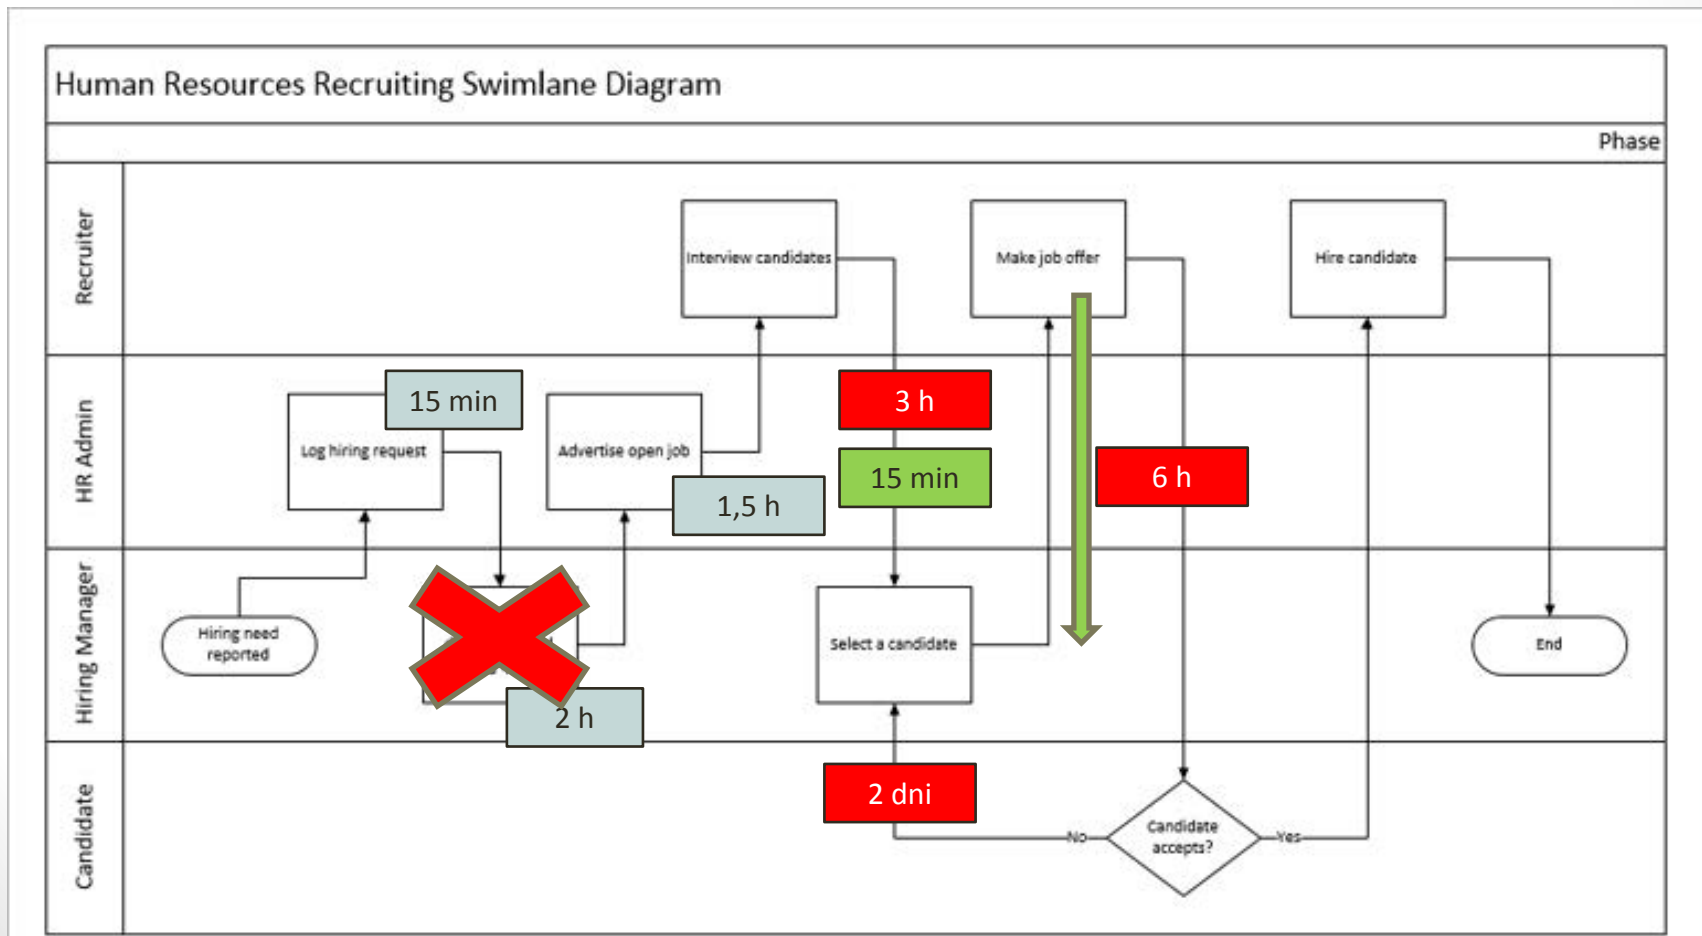 Human Resources Recruiting Swimlane Diagram
Phase
Recruiter
Interview candidates
Make job offer
Hire candidate
HR Admin
Log hiring request
15 min
Advertise open job
1,5 h
3 h
15 min
6 h
Hiring Manager
Hiring need
reported
2 h
Select a candidate
End
Candidate
2 dni
No
Candidate
accepts?
Yes